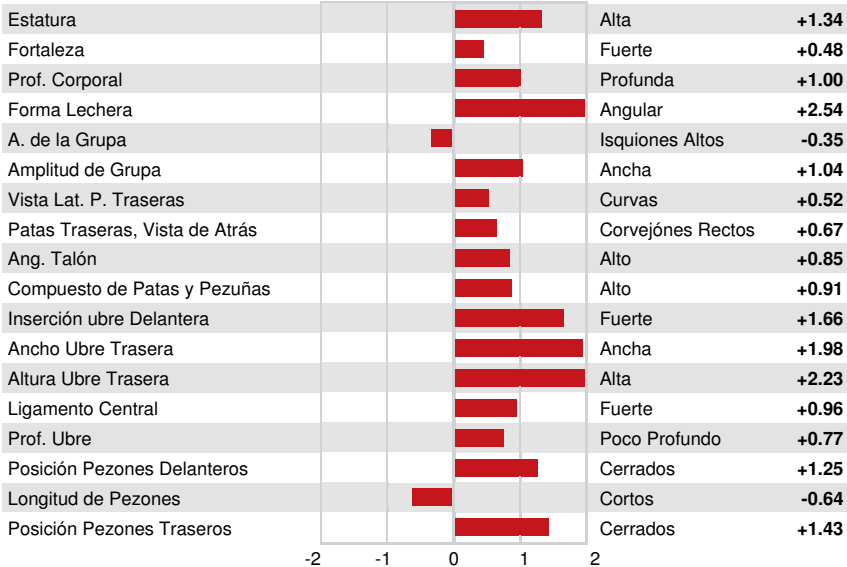 Estatura Alta +1.34
Fortaleza Fuerte +0.48
Prof. Corporal Profunda +1.00
Forma Lechera Angular +2.54
A. de la Grupa Isquiones Altos -0.35
Amplitud de Grupa Ancha +1.04
Vista Lat. P. Traseras Curvas +0.52
Patas Traseras, Vista de Atrás Corvejónes Rectos +0.67
Ang. Talón Alto +0.85
Compuesto de Patas y Pezuñas Alto +0.91
Inserción ubre Delantera Fuerte +1.66
Ancho Ubre Trasera Ancha +1.98
Altura Ubre Trasera Alta +2.23
Ligamento Central Fuerte +0.96
Prof. Ubre Poco Profundo +0.77
Posición Pezones Delanteros Cerrados +1.25
Longitud de Pezones Cortos -0.64
Posición Pezones Traseros Cerrados +1.43
-2 -1 0 1 2